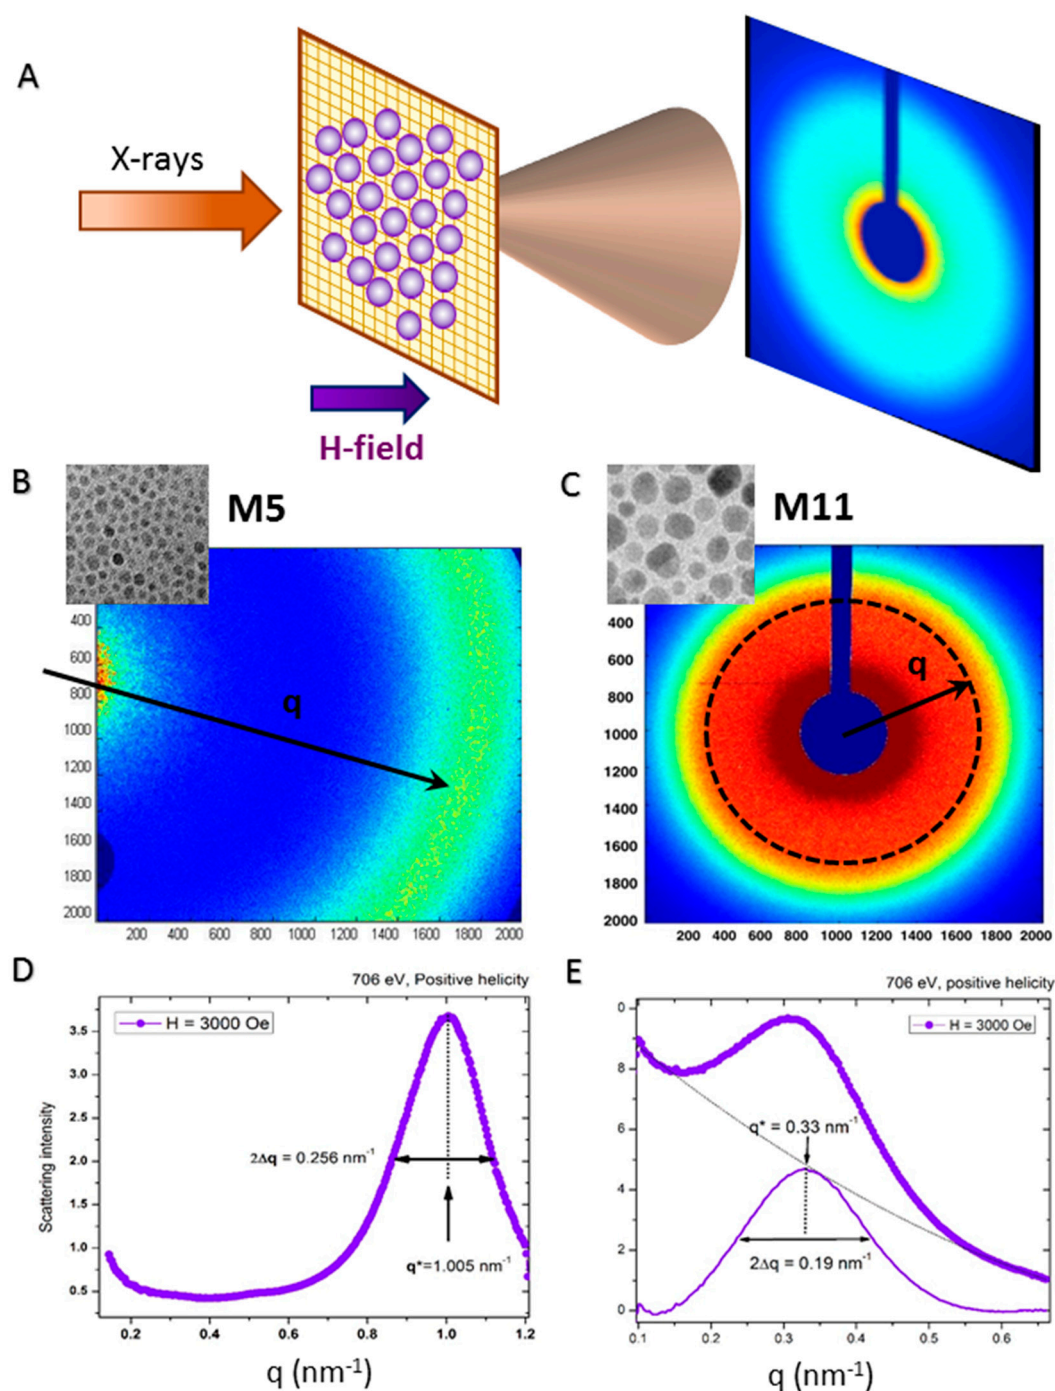 A
X-rays
H-field
B
M5
400
600
800
1000
1200
1400
1600
1800
2000
200 400 600 800 1000 1200 1400 1600 1800 2000
q
C
M11
400
600
800
1000
1200
1400
1600
1800
2000
200 400 600 800 1000 1200 1400 1600 1800 2000
q
D
706 eV, Positive helicity
H = 3000 Oe
Scattering intensity
3.5
3.0
2.5
2.0
1.5
1.0
0.5
2Δq = 0.256 nm⁻¹
q*=1.005 nm⁻¹
0.2 0.4 0.6 0.8 1.0 1.2
q (nm⁻¹)
E
706 eV, positive helicity
H = 3000 Oe
0
8
6
4
2
0
q* = 0.33 nm⁻¹
2Δq = 0.19 nm⁻¹
0.1 0.2 0.3 0.4 0.5 0.6
q (nm⁻¹)